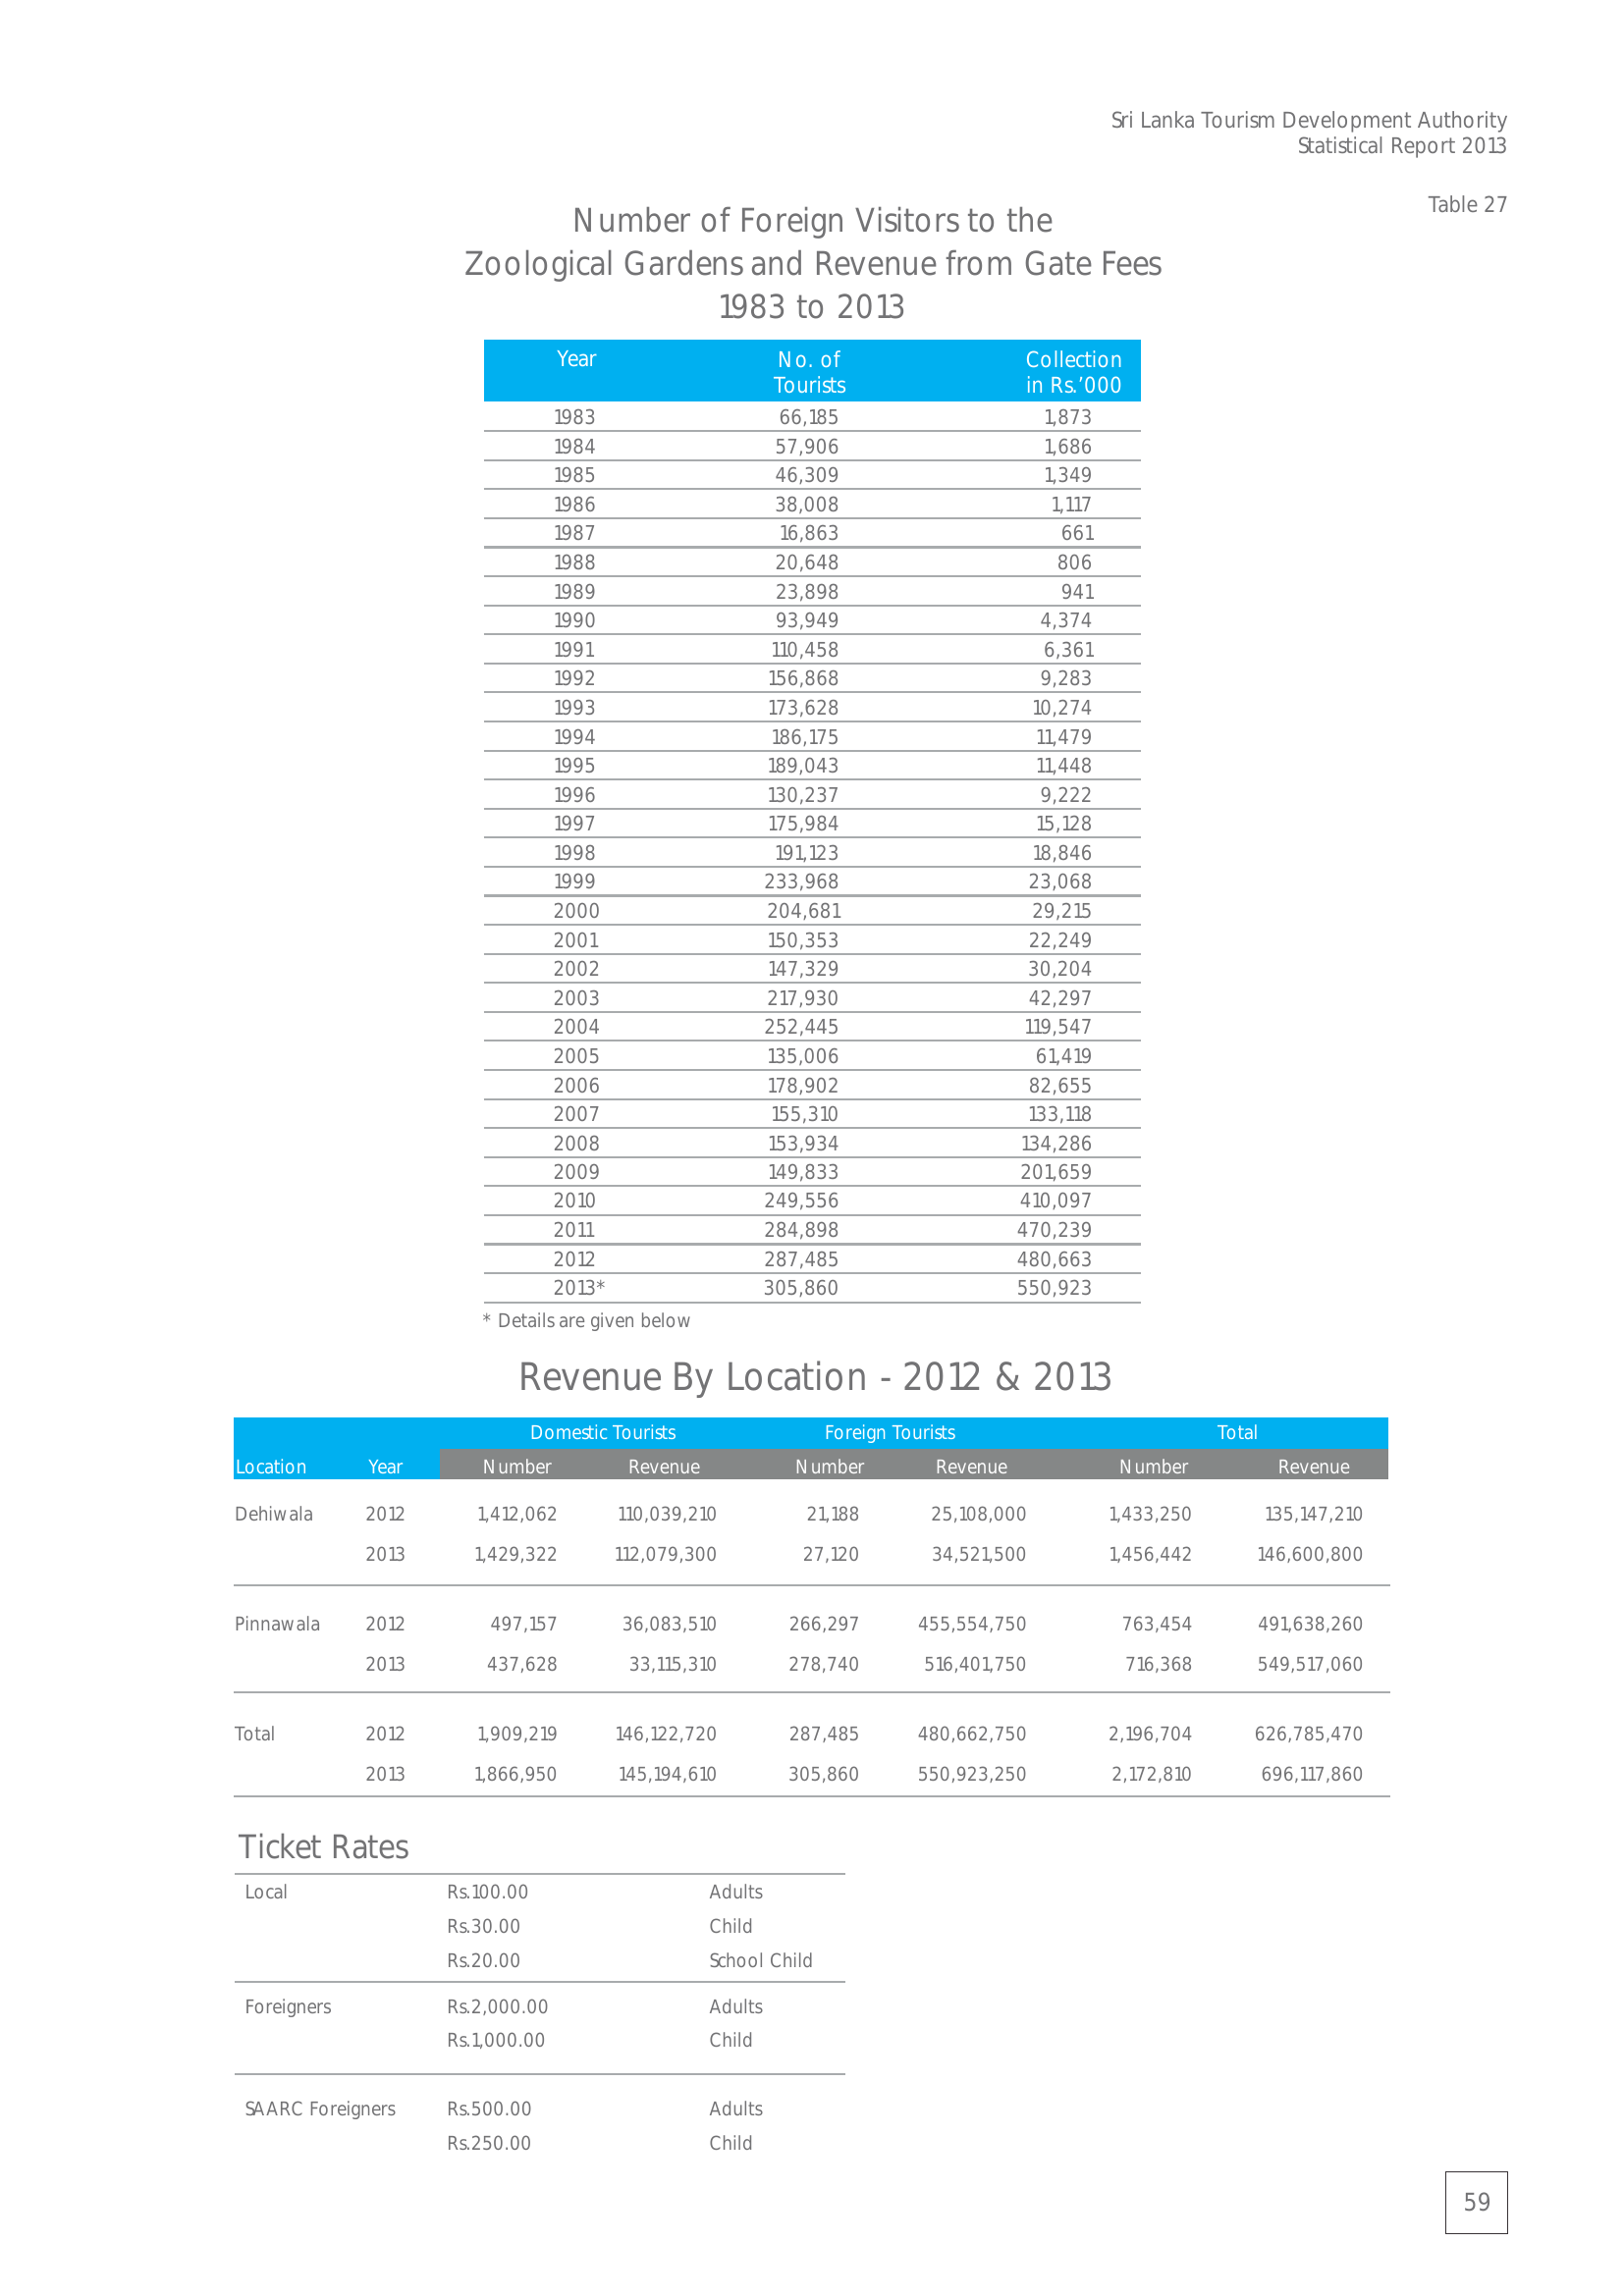 Sri Lanka Tourism Development Authority
Statistical Report 2013
Table 27
Number of Foreign Visitors to the
Zoological Gardens and Revenue from Gate Fees
1983 to 2013
Year No. of Tourists Collection in Rs.’000
1983 66,185 1,873
1984 57,906 1,686
1985 46,309 1,349
1986 38,008 1,117
1987 16,863 661
1988 20,648 806
1989 23,898 941
1990 93,949 4,374
1991 110,458 6,361
1992 156,868 9,283
1993 173,628 10,274
1994 186,175 11,479
1995 189,043 11,448
1996 130,237 9,222
1997 175,984 15,128
1998 191,123 18,846
1999 233,968 23,068
2000 204,681 29,215
2001 150,353 22,249
2002 147,329 30,204
2003 217,930 42,297
2004 252,445 119,547
2005 135,006 61,419
2006 178,902 82,655
2007 155,310 133,118
2008 153,934 134,286
2009 149,833 201,659
2010 249,556 410,097
2011 284,898 470,239
2012 287,485 480,663
2013* 305,860 550,923
* Details are given below
Revenue By Location - 2012 & 2013
Domestic Tourists Foreign Tourists Total
Location Year Number Revenue Number Revenue Number Revenue
Dehiwala 2012 1,412,062 110,039,210 21,188 25,108,000 1,433,250 135,147,210
2013 1,429,322 112,079,300 27,120 34,521,500 1,456,442 146,600,800
Pinnawala 2012 497,157 36,083,510 266,297 455,554,750 763,454 491,638,260
2013 437,628 33,115,310 278,740 516,401,750 716,368 549,517,060
Total 2012 1,909,219 146,122,720 287,485 480,662,750 2,196,704 626,785,470
2013 1,866,950 145,194,610 305,860 550,923,250 2,172,810 696,117,860
Ticket Rates
Local Rs.100.00 Adults
Rs.30.00 Child
Rs.20.00 School Child
Foreigners Rs.2,000.00 Adults
Rs.1,000.00 Child
SAARC Foreigners Rs.500.00 Adults
Rs.250.00 Child
59